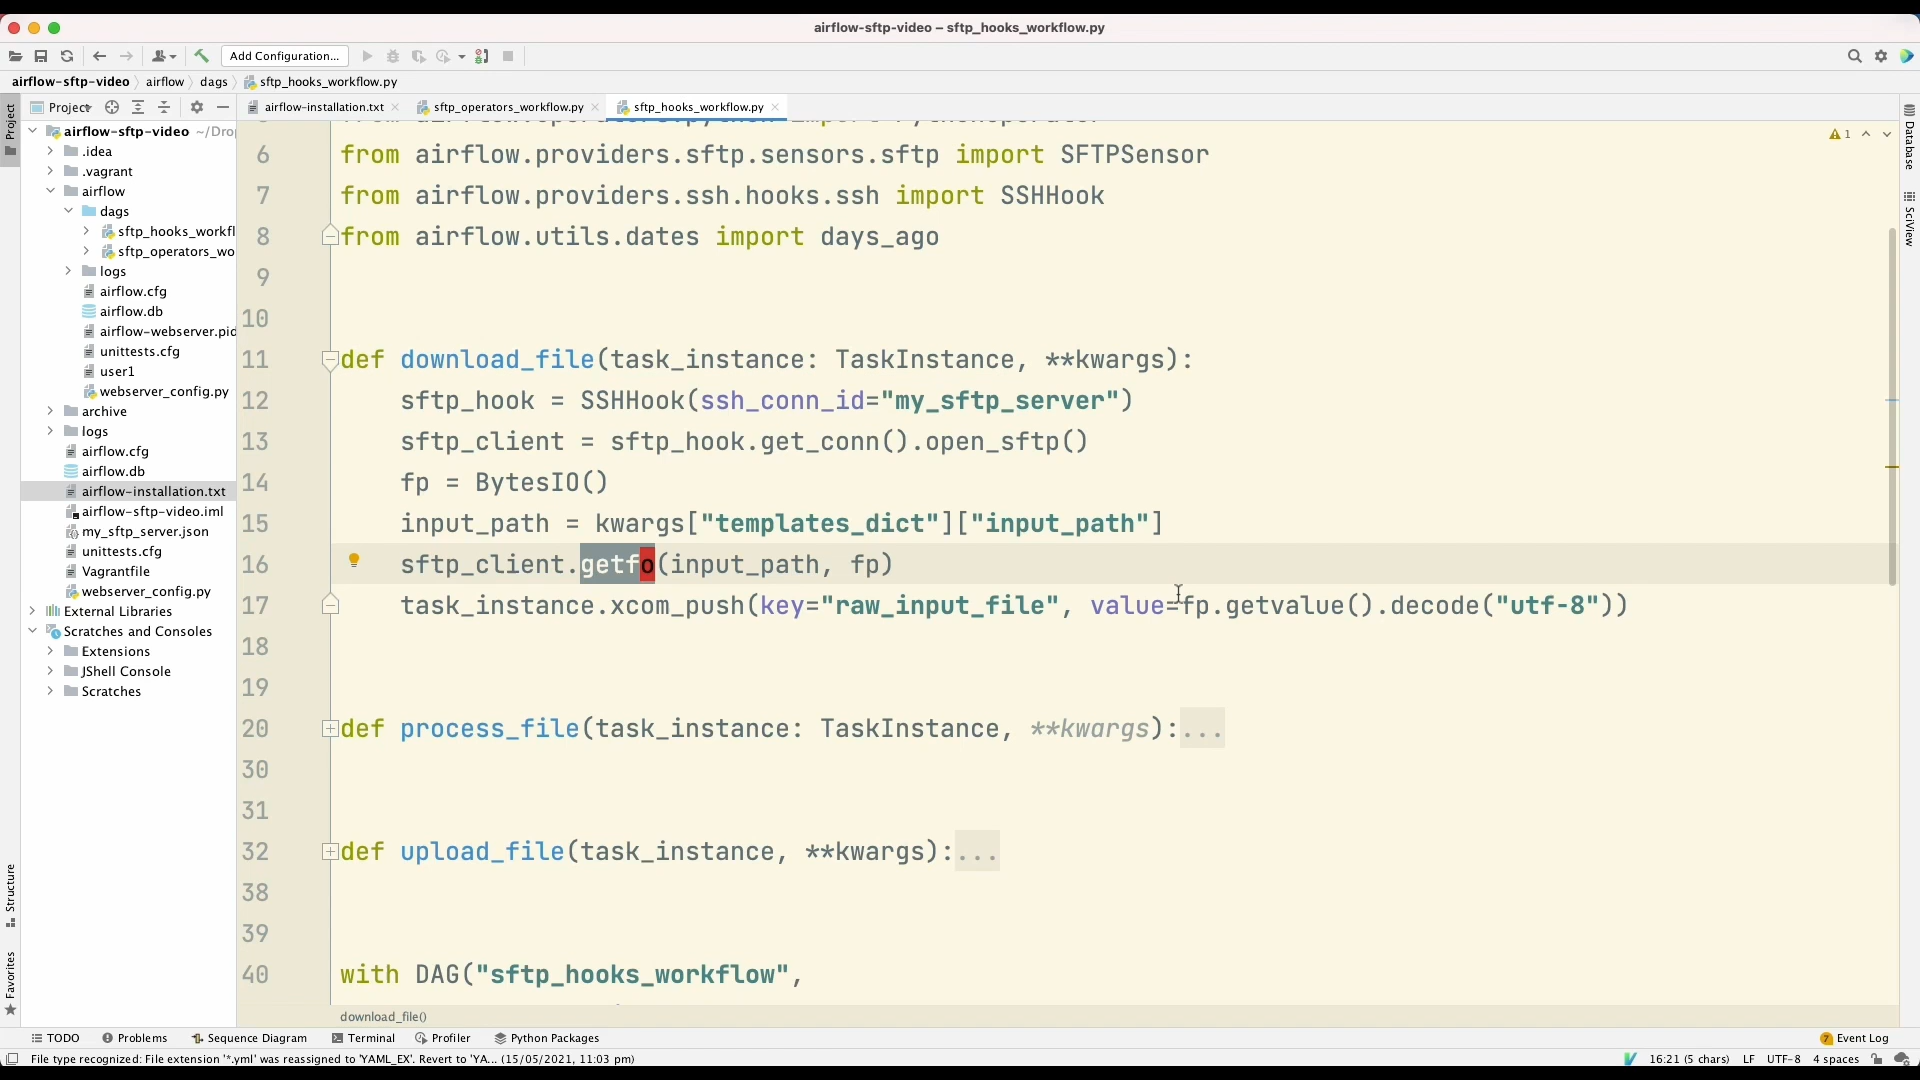 airflow-sftp-video – sftp_hooks_workflow.py
Add Configuration...
airflow-sftp-video airflow dags sftp_hooks_workflow.py
Project
airflow-installation.txt
sftp_operators_workflow.py
sftp_hooks_workflow.py
Project
airflow-sftp-video ~/Drop
.idea
.vagrant
airflow
dags
sftp_hooks_workfl
sftp_operators_wo
logs
airflow.cfg
airflow.db
airflow-webserver.pid
unittests.cfg
user1
webserver_config.py
archive
logs
airflow.cfg
airflow.db
airflow-installation.txt
airflow-sftp-video.iml
my_sftp_server.json
unittests.cfg
Vagrantfile
webserver_config.py
External Libraries
Scratches and Consoles
Extensions
JShell Console
Scratches
Structure
Favorites
6 from airflow.providers.sftp.sensors.sftp import SFTPSensor
7 from airflow.providers.ssh.hooks.ssh import SSHHook
8 from airflow.utils.dates import days_ago
9
10
11 def download_file(task_instance: TaskInstance, **kwargs):
12 sftp_hook = SSHHook(ssh_conn_id="my_sftp_server")
13 sftp_client = sftp_hook.get_conn().open_sftp()
14 fp = BytesIO()
15 input_path = kwargs["templates_dict"]["input_path"]
16 sftp_client.getfo(input_path, fp)
17 task_instance.xcom_push(key="raw_input_file", value=fp.getvalue().decode("utf-8"))
18
19
20 def process_file(task_instance: TaskInstance, **kwargs):...
30
31
32 def upload_file(task_instance, **kwargs):...
38
39
40 with DAG("sftp_hooks_workflow",
download_file()
1
Database
SciView
TODO
Problems
Sequence Diagram
Terminal
Profiler
Python Packages
7 Event Log
File type recognized: File extension '*.yml' was reassigned to 'YAML_EX'. Revert to 'YA... (15/05/2021, 11:03 pm)
16:21 (5 chars) LF UTF-8 4 spaces